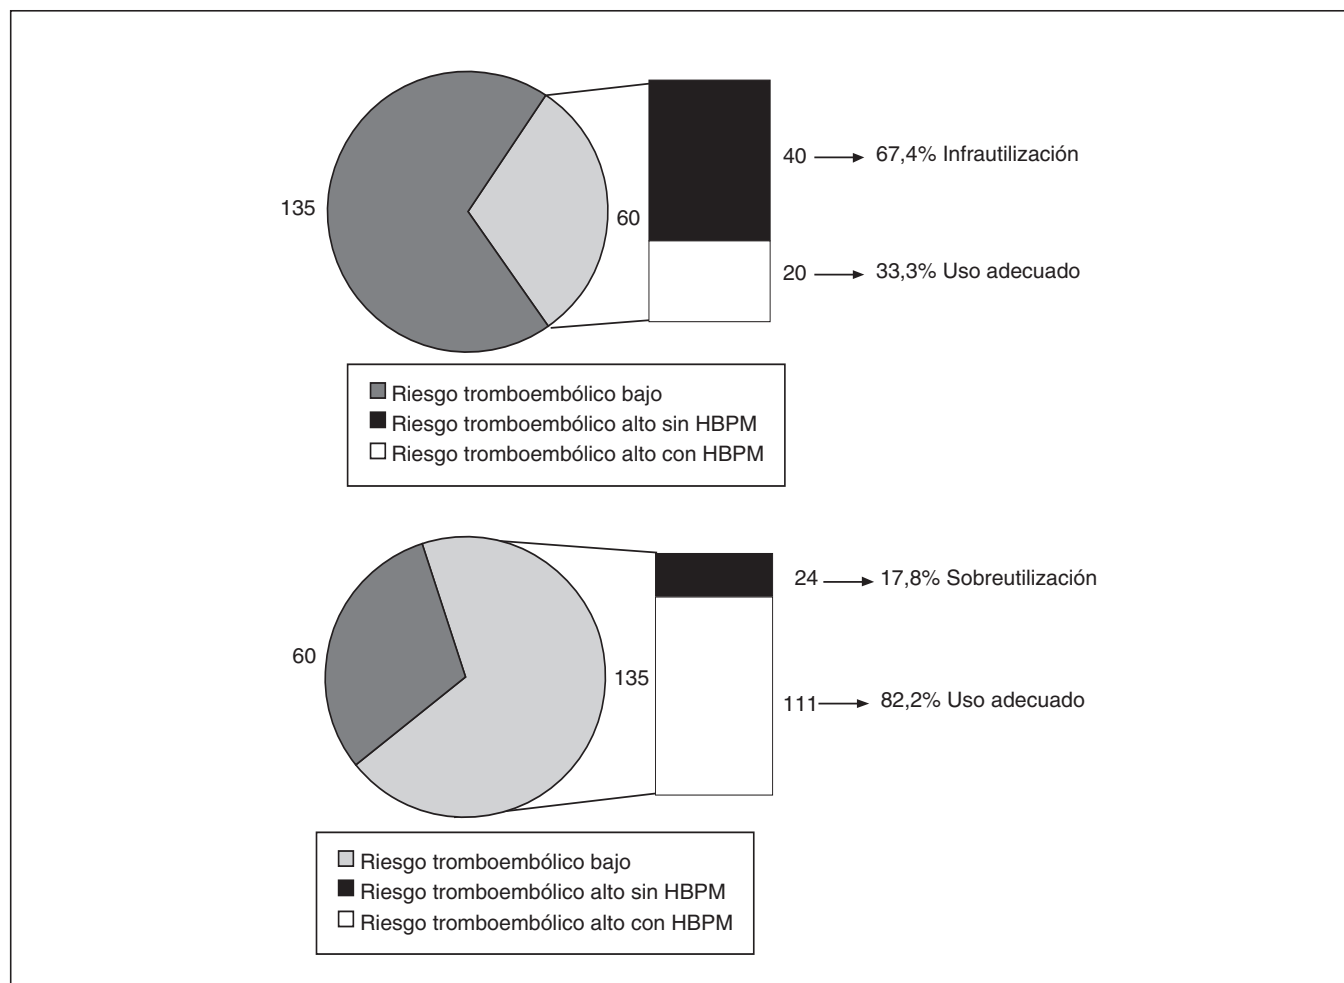 135
60
40 → 67,4% Infrautilización
20 → 33,3% Uso adecuado
Riesgo tromboembólico bajo
Riesgo tromboembólico alto sin HBPM
Riesgo tromboembólico alto con HBPM
60
135
24 → 17,8% Sobreutilización
111 → 82,2% Uso adecuado
Riesgo tromboembólico bajo
Riesgo tromboembólico alto sin HBPM
Riesgo tromboembólico alto con HBPM